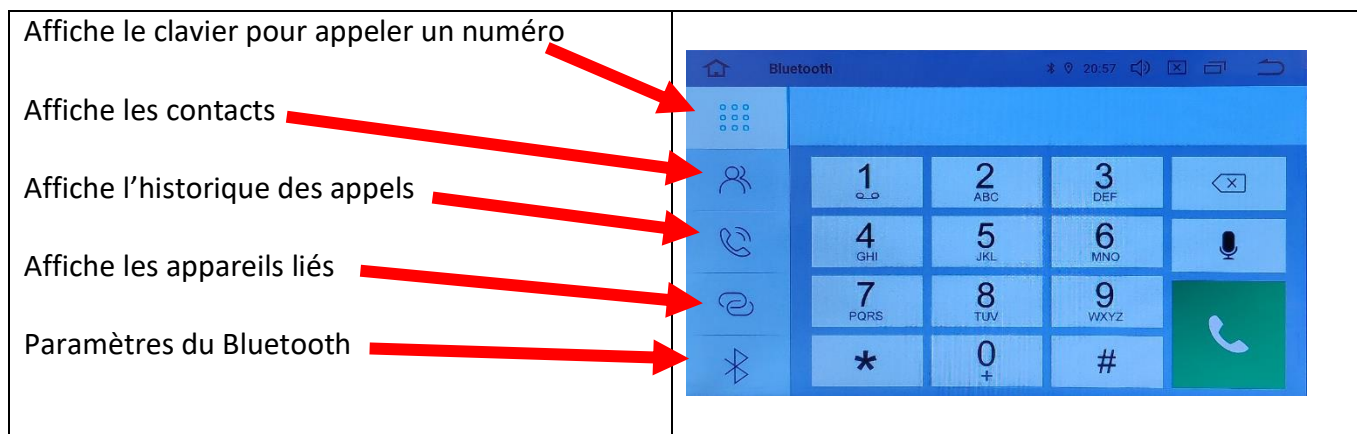 Affiche le clavier pour appeler un numéro
Affiche les contacts
Affiche l’historique des appels
Affiche les appareils liés
Paramètres du Bluetooth
Bluetooth 20:57
1 2 3
ABC DEF
4 5 6
GHI JKL MNO
7 8 9
PQRS TUV WXYZ
* 0 #
+